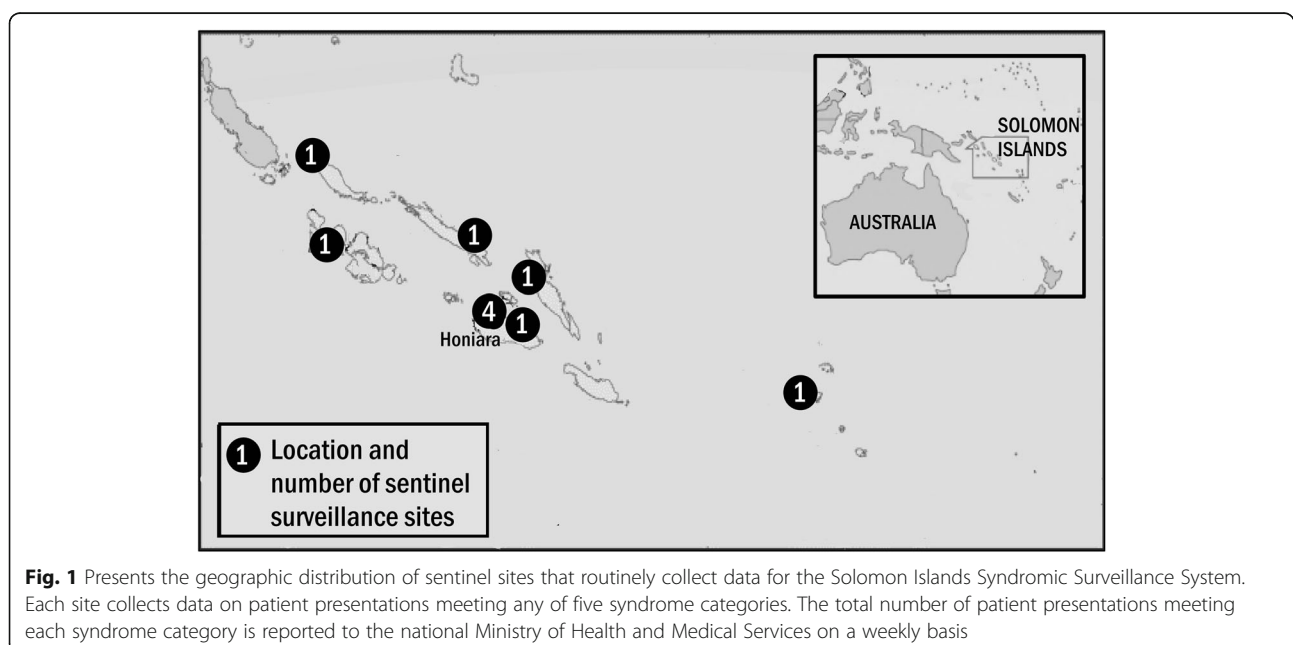 SOLOMON
ISLANDS
AUSTRALIA
1
1
1
1
4
1
Honiara
1
1 Location and
number of sentinel
surveillance sites
Fig. 1 Presents the geographic distribution of sentinel sites that routinely collect data for the Solomon Islands Syndromic Surveillance System.
Each site collects data on patient presentations meeting any of five syndrome categories. The total number of patient presentations meeting
each syndrome category is reported to the national Ministry of Health and Medical Services on a weekly basis